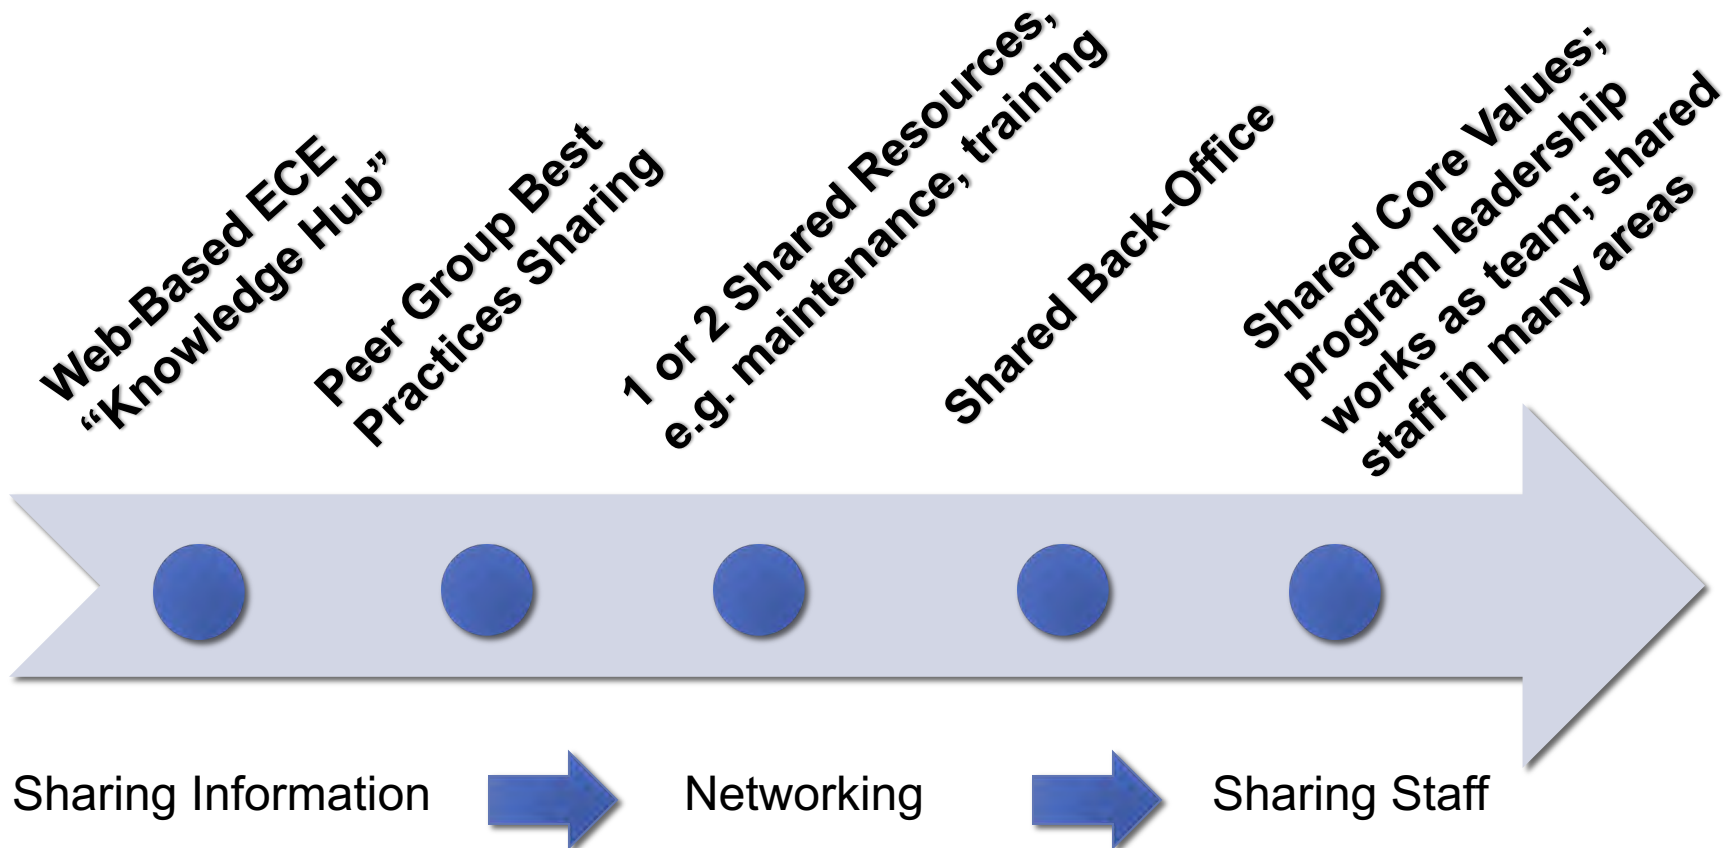 Web-Based ECE
“Knowledge Hub”
Peer Group Best
Practices Sharing
1 or 2 Shared Resources,
e.g. maintenance, training
Shared Back-Office
Shared Core Values;
program leadership
works as team; shared
staff in many areas
Sharing Information
Networking
Sharing Staff